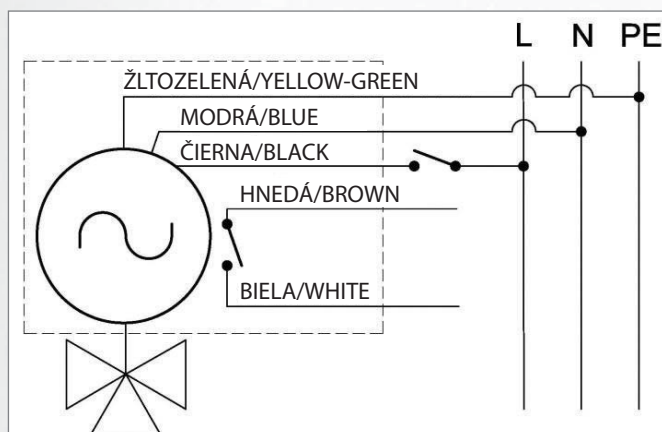 L N PE
ŽLTOZELENÁ/YELLOW-GREEN
MODRÁ/BLUE
ČIERNA/BLACK
HNEDÁ/BROWN
BIELA/WHITE